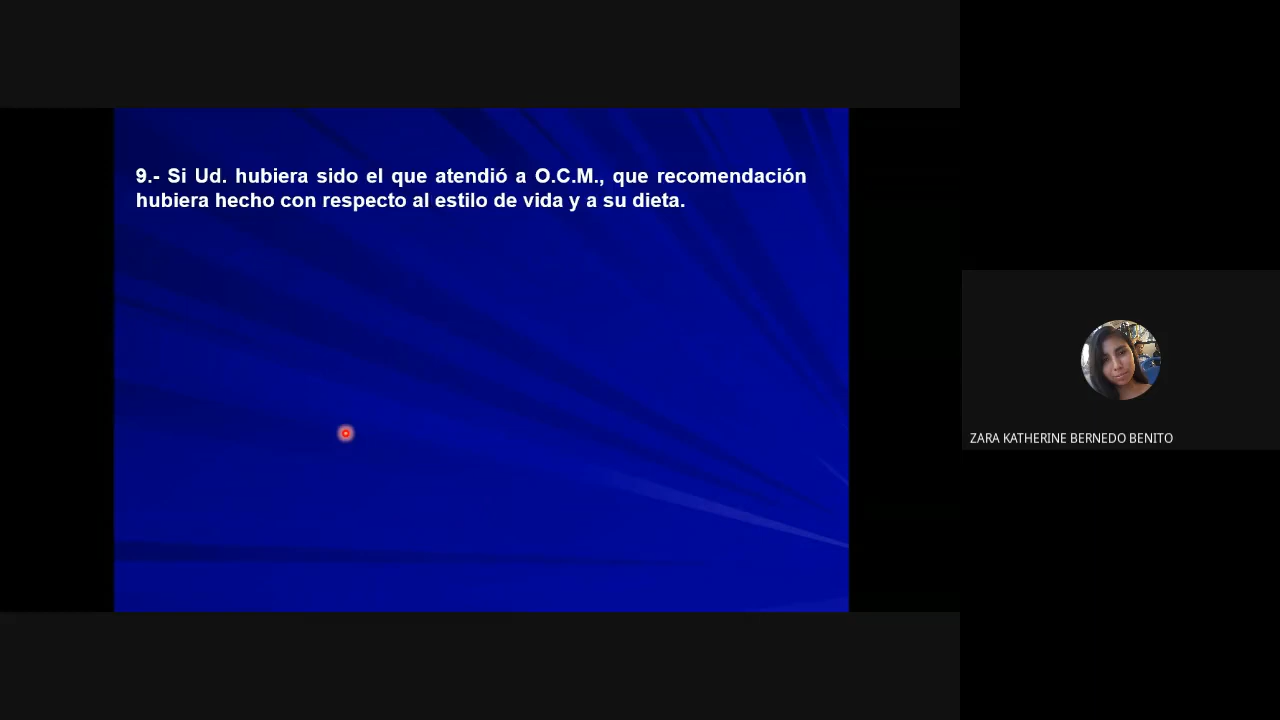 9.- Si Ud. hubiera sido el que atendió a O.C.M., que recomendación
hubiera hecho con respecto al estilo de vida y a su dieta.
ZARA KATHERINE BERNEDO BENITO